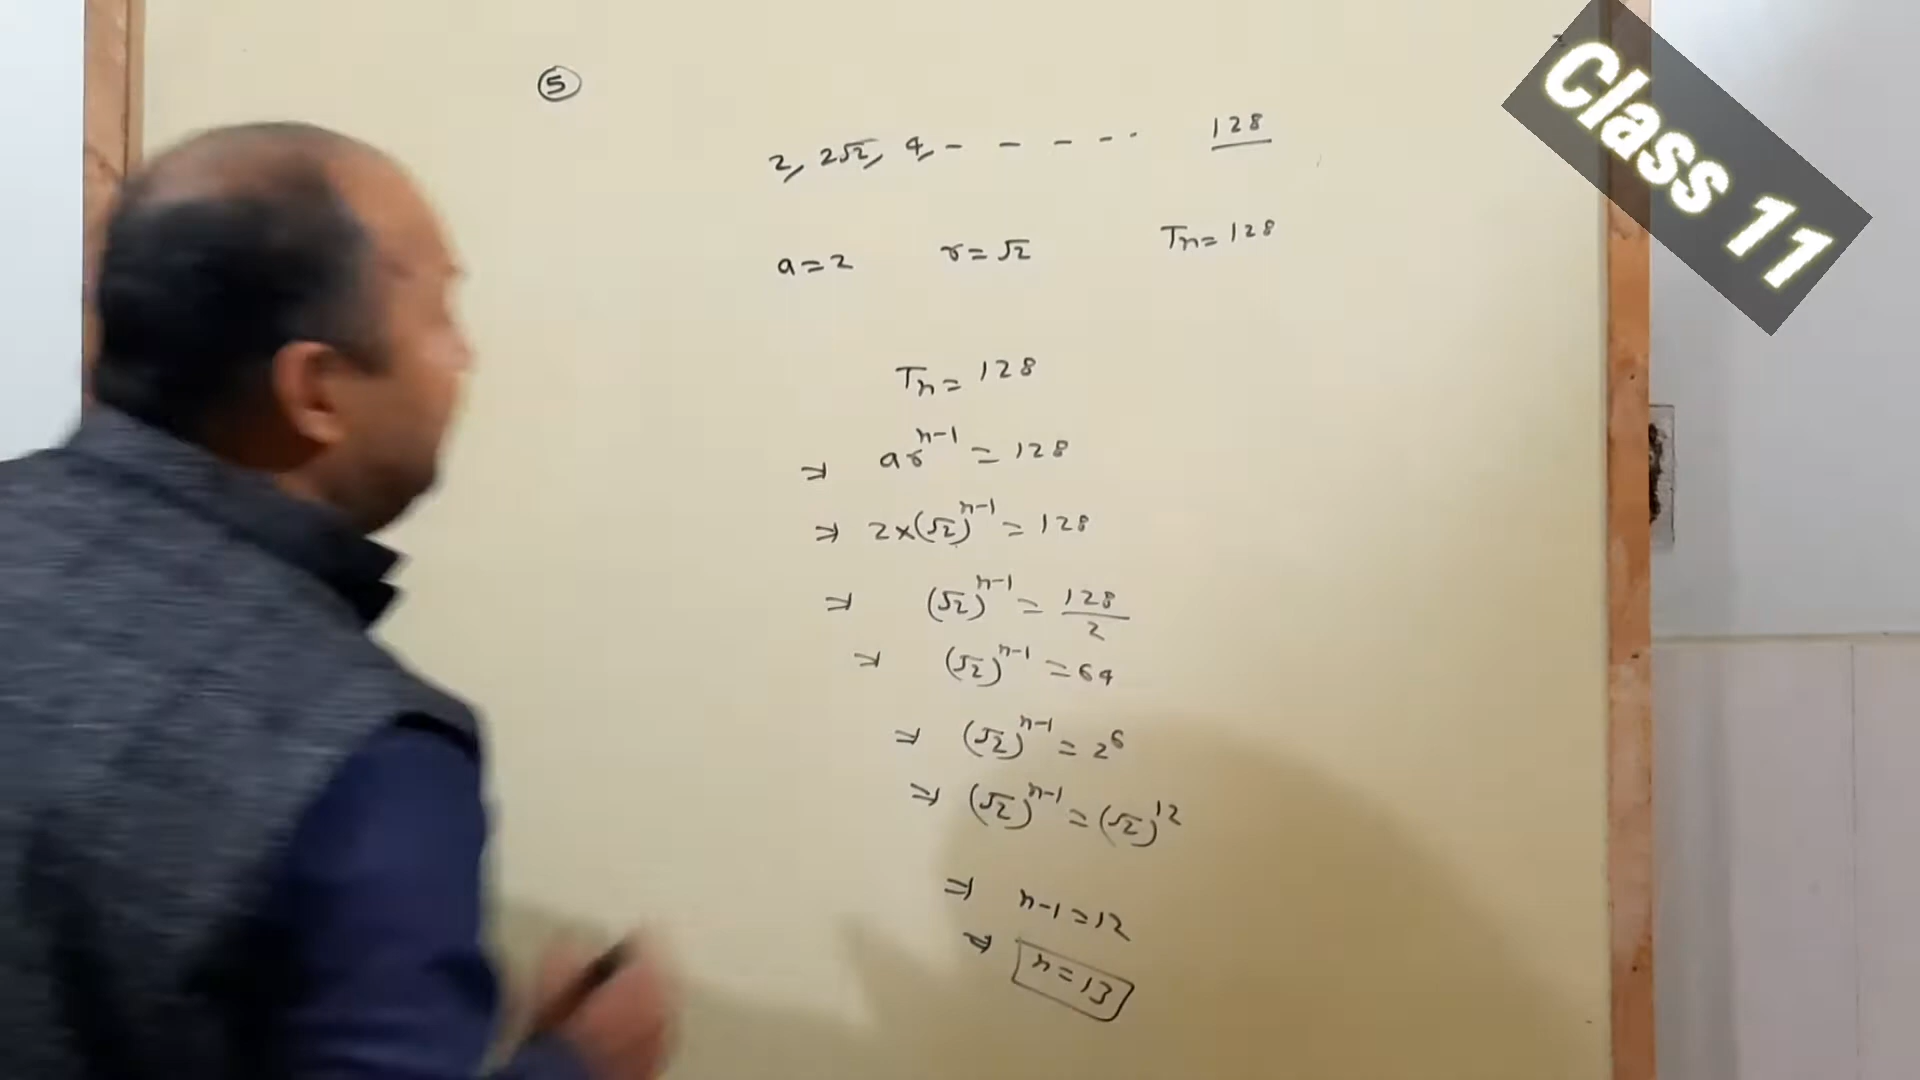 ⑤
2, 2√2, 4, - - - - - 128
a=2 r=√2 Tn=128
Tn=128
⇒ ar^n-1 = 128
⇒ 2×(√2)^n-1 = 128
⇒ (√2)^n-1 = 128/2
⇒ (√2)^n-1 = 64
⇒ (√2)^n-1 = 2^6
⇒ (√2)^n-1 = (√2)^12
⇒ n-1=12
⇒ n=13
Class 11